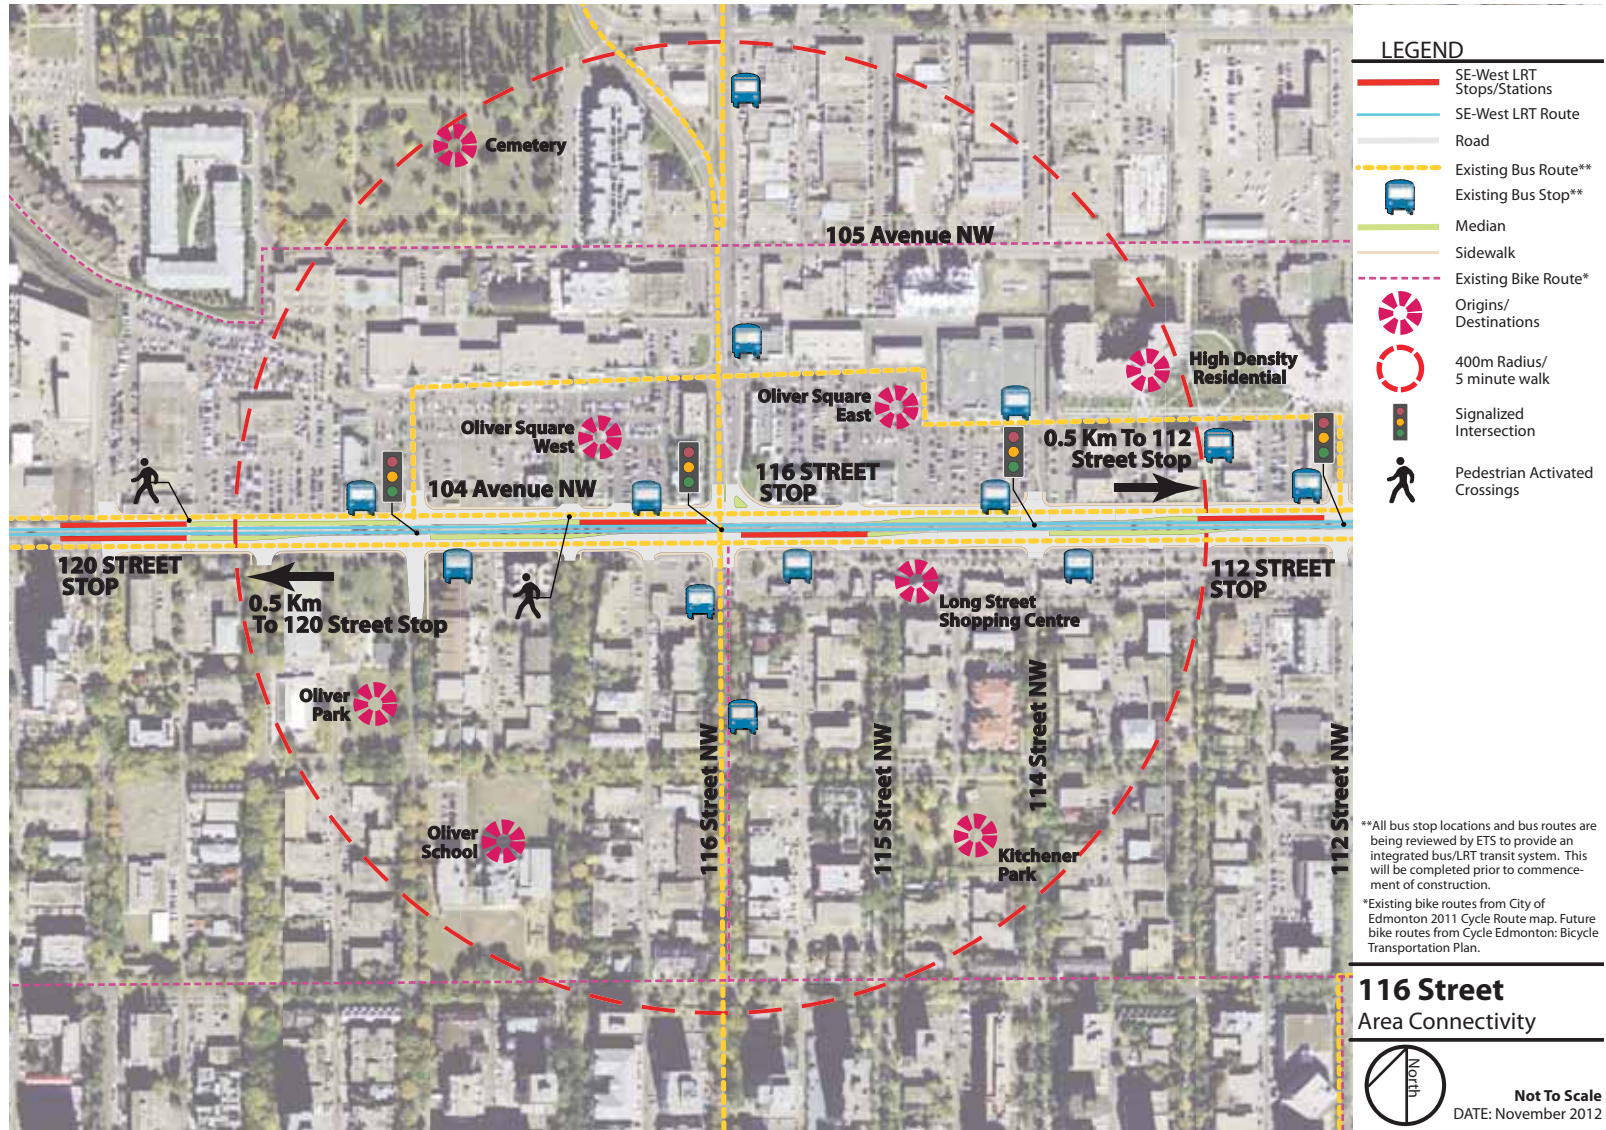 Cemetery
105 Avenue NW
High Density
Residential
Oliver Square
East
Oliver Square
West
0.5 Km To 112
Street Stop
116 STREET
STOP
104 Avenue NW
120 STREET
STOP
112 STREET
STOP
0.5 Km
To 120 Street Stop
Long Street
Shopping Centre
Oliver
Park
116 Street NW
115 Street NW
114 Street NW
112 Street NW
Oliver
School
Kitchener
Park
LEGEND
SE-West LRT
Stops/Stations
SE-West LRT Route
Road
Existing Bus Route**
Existing Bus Stop**
Median
Sidewalk
Existing Bike Route*
Origins/
Destinations
400m Radius/
5 minute walk
Signalized
Intersection
Pedestrian Activated
Crossings
**All bus stop locations and bus routes are
being reviewed by ETS to provide an
integrated bus/LRT transit system. This
will be completed prior to commence-
ment of construction.
*Existing bike routes from City of
Edmonton 2011 Cycle Route map. Future
bike routes from Cycle Edmonton: Bicycle
Transportation Plan.
116 Street
Area Connectivity
North
Not To Scale
DATE: November 2012